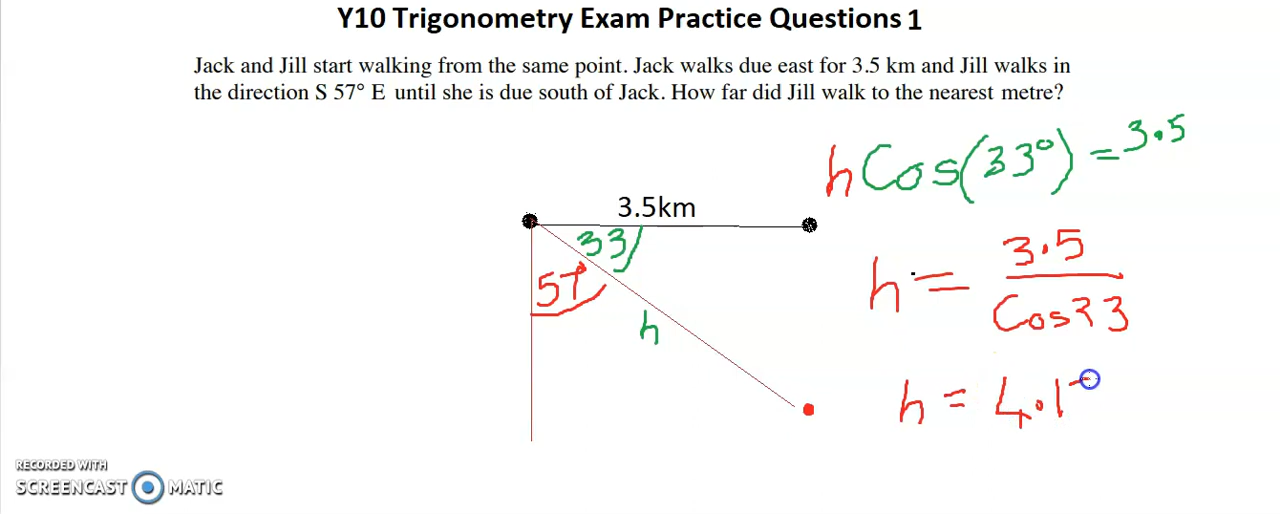 Y10 Trigonometry Exam Practice Questions 1
Jack and Jill start walking from the same point. Jack walks due east for 3.5 km and Jill walks in
the direction S 57° E until she is due south of Jack. How far did Jill walk to the nearest metre?
h Cos(33°) = 3.5
3.5km
33
57°
h
h = 3.5
Cos33
h = 4.1
RECORDED WITH
SCREENCAST MATIC